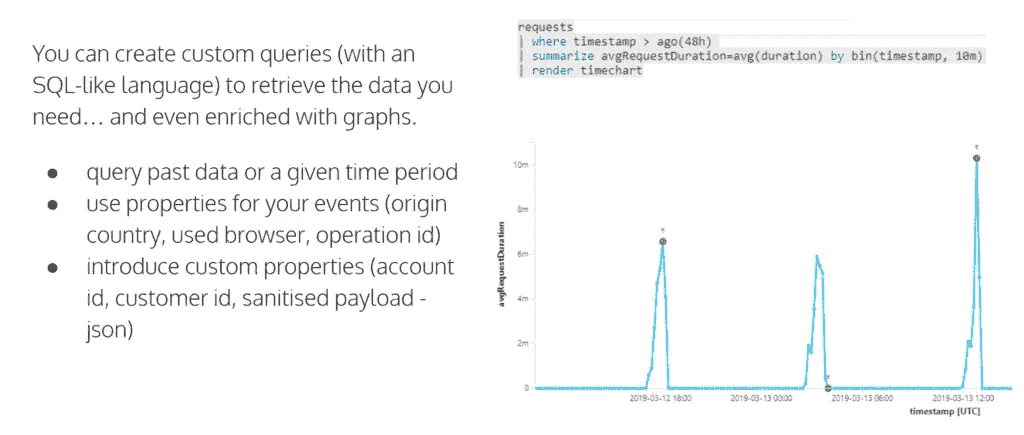 You can create custom queries (with an
SQL-like language) to retrieve the data you
need… and even enriched with graphs.
● query past data or a given time period
● use properties for your events (origin
country, used browser, operation id)
● introduce custom properties (account
id, customer id, sanitised payload -
json)
requests
| where timestamp > ago(48h)
| summarize avgRequestDuration=avg(duration) by bin(timestamp, 10m)
| render timechart
avgRequestDuration
10m
8m
6m
4m
2m
0
2019-03-12 18:00 2019-03-13 00:00 2019-03-13 06:00 2019-03-13 12:00
timestamp [UTC]